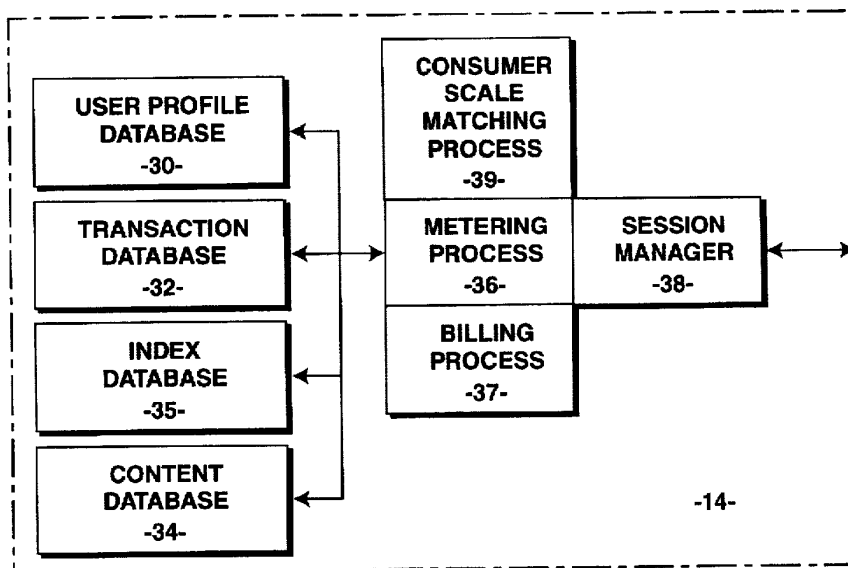 USER PROFILE
DATABASE
-30-
TRANSACTION
DATABASE
-32-
INDEX
DATABASE
-35-
CONTENT
DATABASE
-34-
CONSUMER
SCALE
MATCHING
PROCESS
-39-
METERING
PROCESS
-36-
BILLING
PROCESS
-37-
SESSION
MANAGER
-38-
-14-